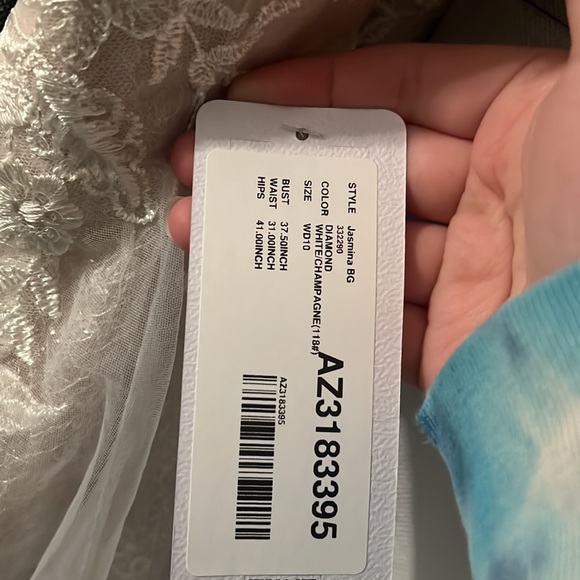 STYLE Jasmina BG
332290
COLOR DIAMOND
WHITE/CHAMPAGNE(118#)
SIZE WD10
BUST 37.50INCH
WAIST 31.00INCH
HIPS 41.00INCH
AZ3183395
AZ3183395